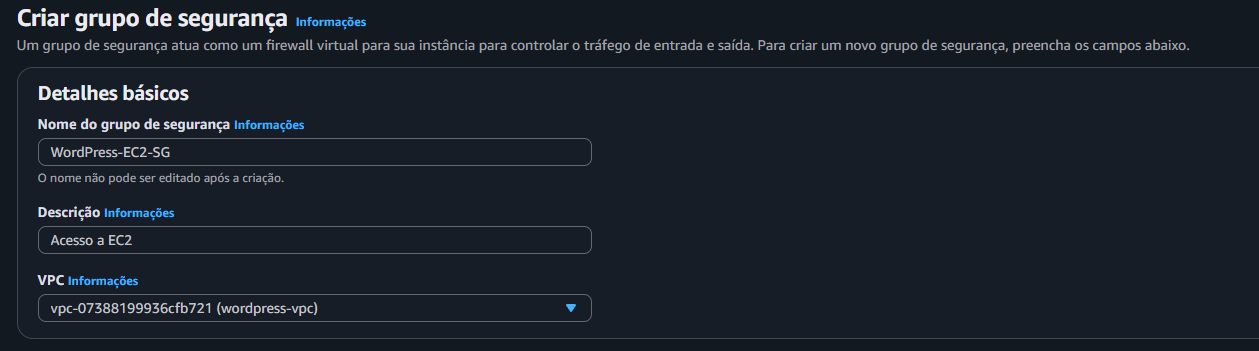 Criar grupo de segurança Informações
Um grupo de segurança atua como um firewall virtual para sua instância para controlar o tráfego de entrada e saída. Para criar um novo grupo de segurança, preencha os campos abaixo.
Detalhes básicos
Nome do grupo de segurança Informações
WordPress-EC2-SG
O nome não pode ser editado após a criação.
Descrição Informações
Acesso a EC2
VPC Informações
vpc-07388199936cfb721 (wordpress-vpc)